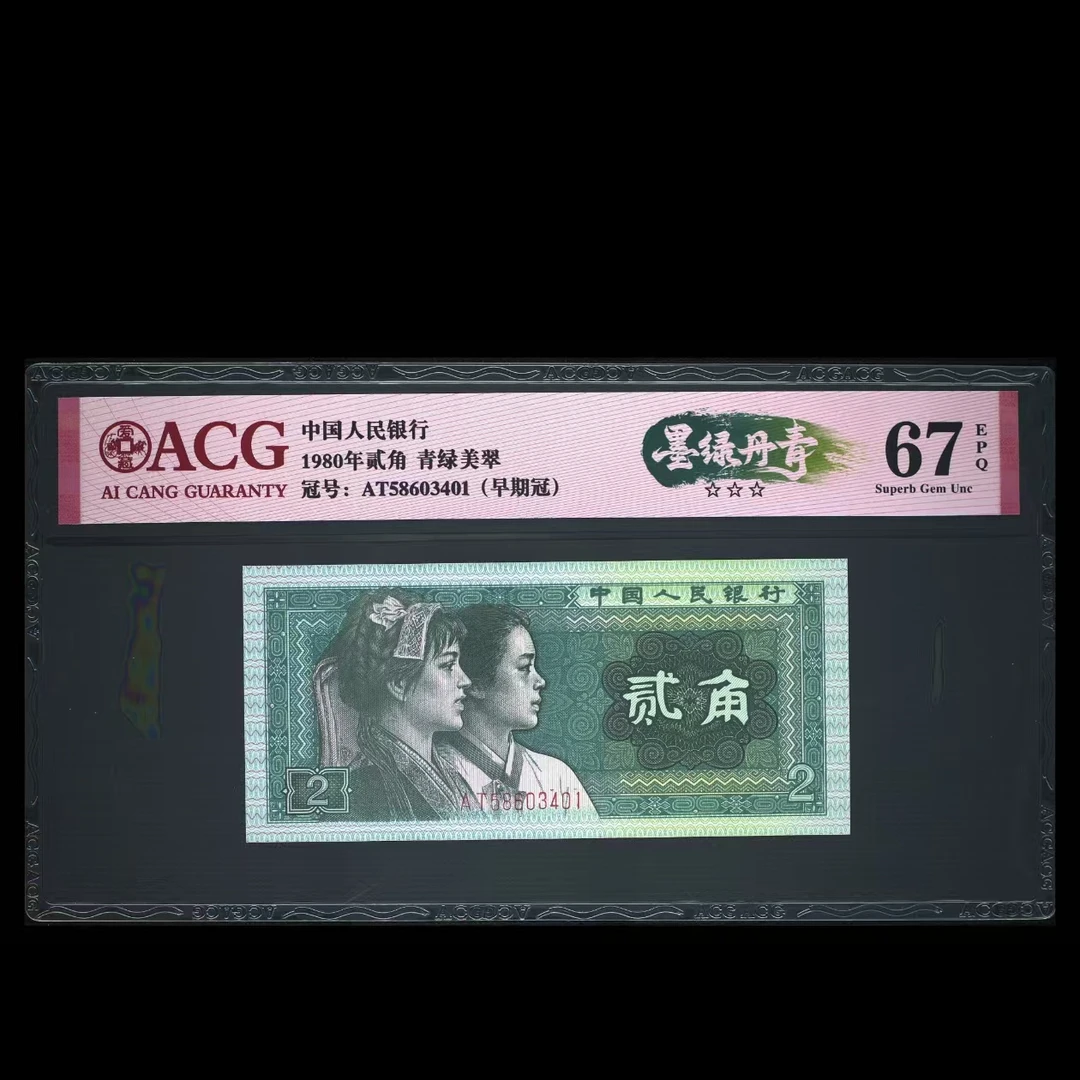 ACG
AI CANG GUARANTY
中国人民银行
1980年贰角 青绿美翠
冠号：AT58603401（早期冠）
墨绿丹青
☆☆☆
67
EPQ
Superb Gem Unc
中国人民银行
贰角
2
2
AT58603401